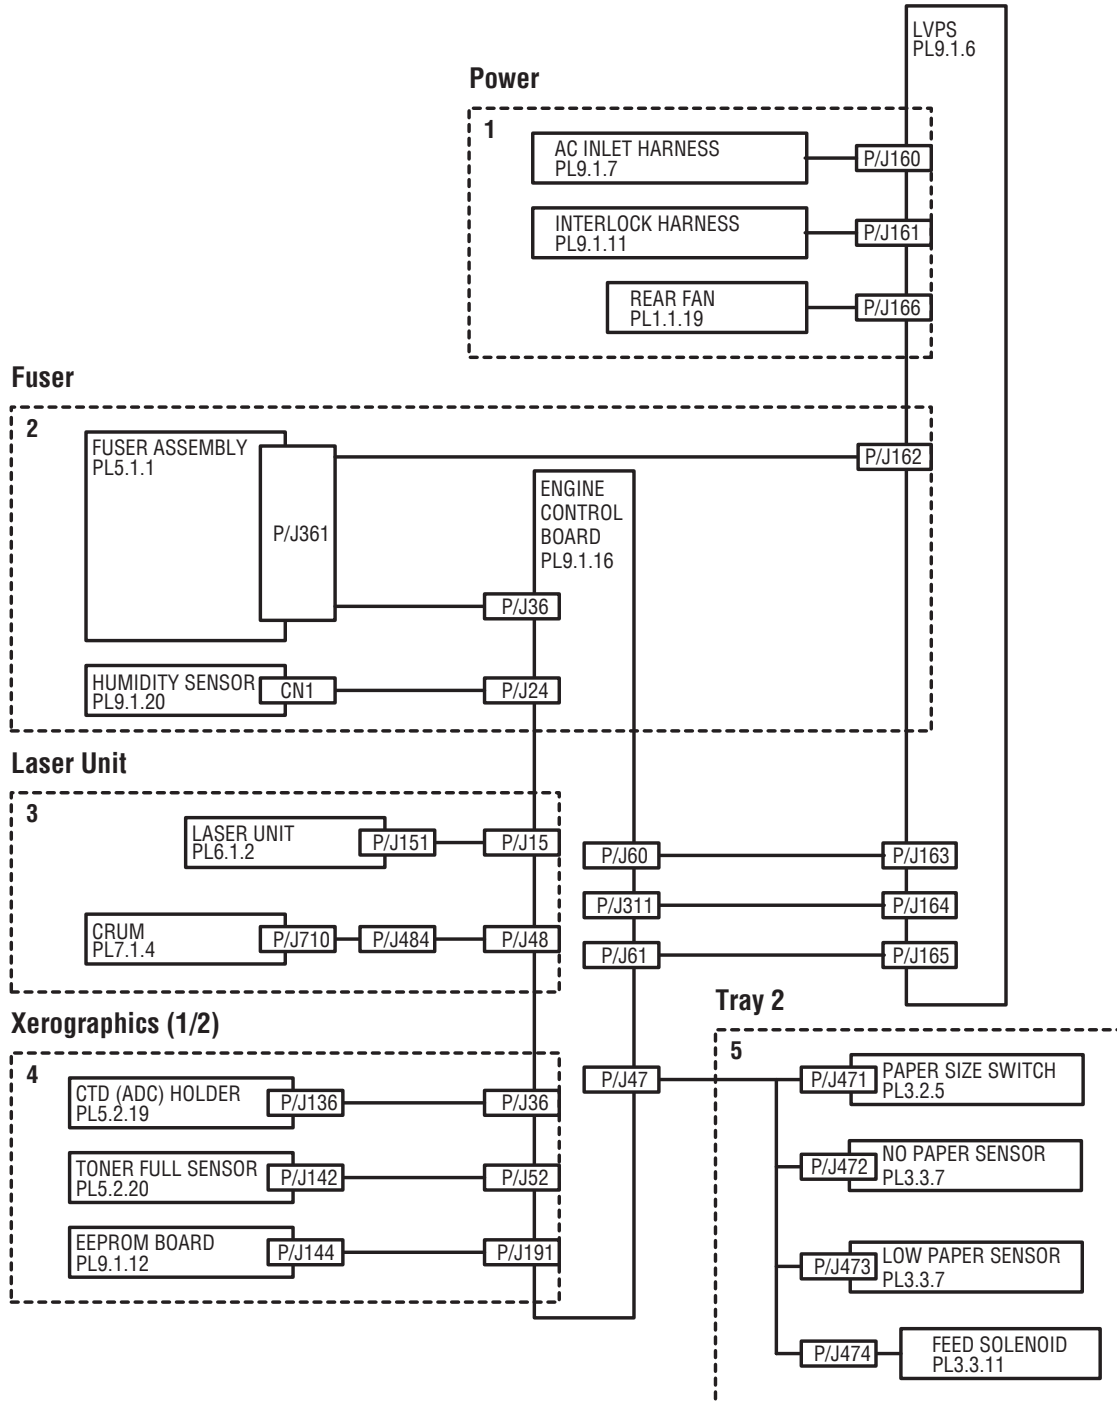 LVPS
PL9.1.6
Power
1
AC INLET HARNESS
PL9.1.7
P/J160
INTERLOCK HARNESS
PL9.1.11
P/J161
REAR FAN
PL1.1.19
P/J166
Fuser
2
FUSER ASSEMBLY
PL5.1.1
P/J361
P/J162
ENGINE
CONTROL
BOARD
PL9.1.16
P/J36
HUMIDITY SENSOR
PL9.1.20
CN1
P/J24
Laser Unit
3
LASER UNIT
PL6.1.2
P/J151
P/J15
CRUM
PL7.1.4
P/J710
P/J484
P/J48
P/J60
P/J163
P/J311
P/J164
P/J61
P/J165
Xerographics (1/2)
4
CTD (ADC) HOLDER
PL5.2.19
P/J136
P/J36
TONER FULL SENSOR
PL5.2.20
P/J142
P/J52
EEPROM BOARD
PL9.1.12
P/J144
P/J191
P/J47
Tray 2
5
P/J471
PAPER SIZE SWITCH
PL3.2.5
P/J472
NO PAPER SENSOR
PL3.3.7
P/J473
LOW PAPER SENSOR
PL3.3.7
P/J474
FEED SOLENOID
PL3.3.11